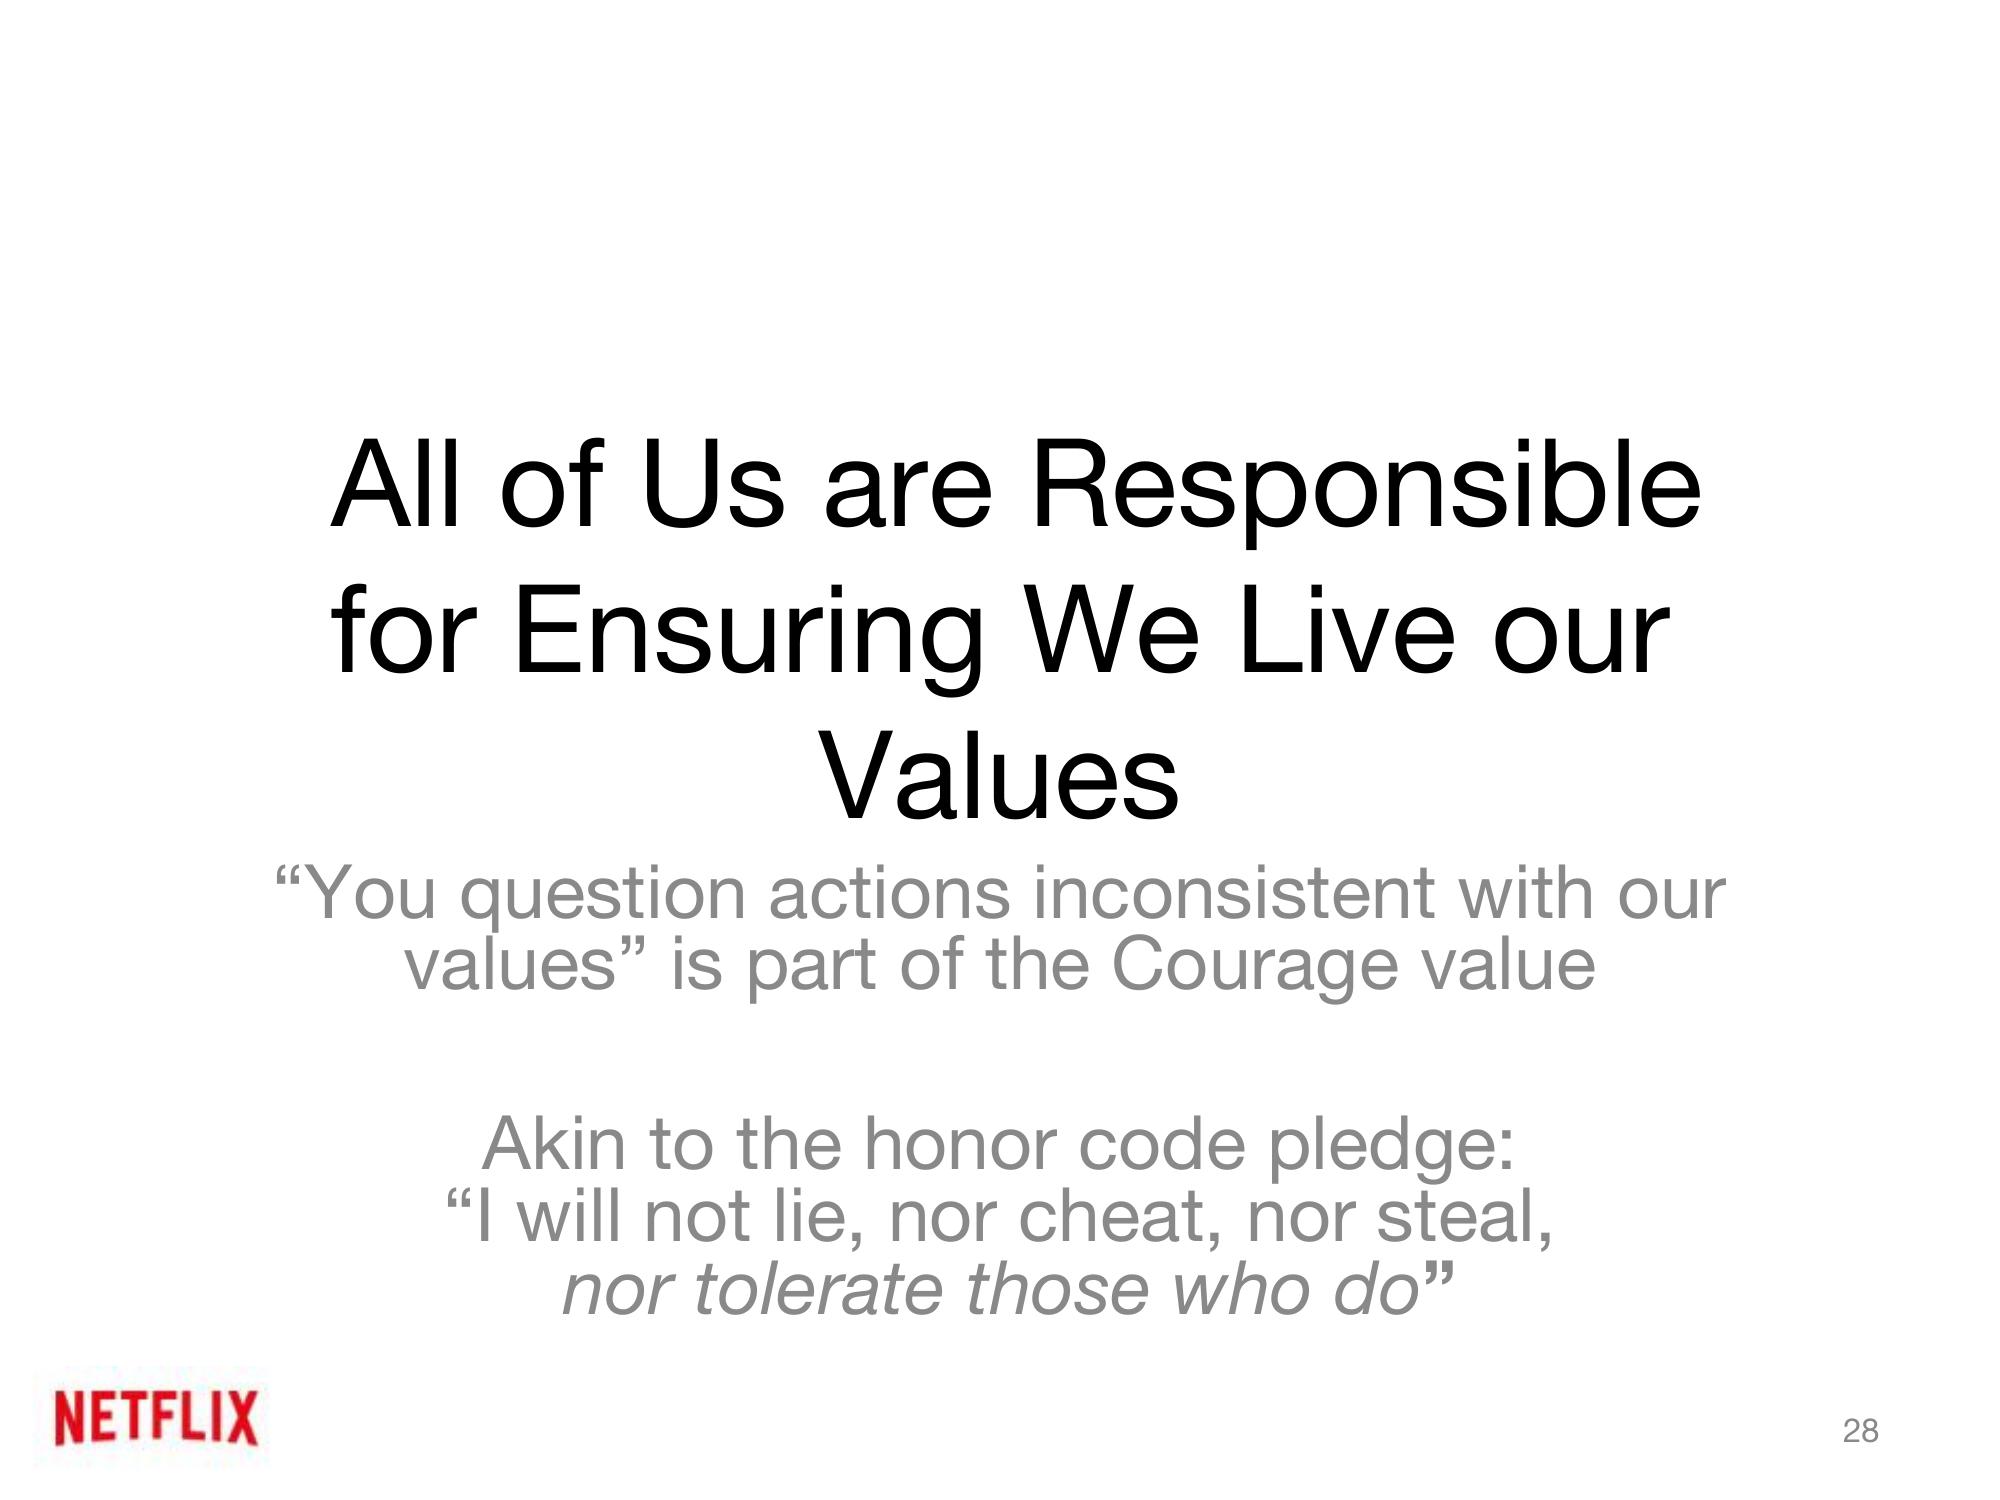 All of Us are Responsible
for Ensuring We Live our
Values
“You question actions inconsistent with our
values” is part of the Courage value
Akin to the honor code pledge:
“I will not lie, nor cheat, nor steal,
nor tolerate those who do”
NETFLIX
28